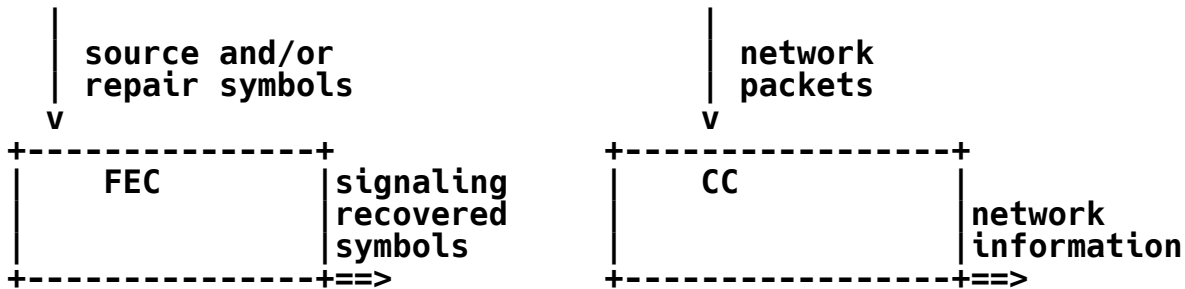 source and/or
repair symbols
network
packets
v
v
FEC
signaling
recovered
symbols
==>
CC
network
information
==>